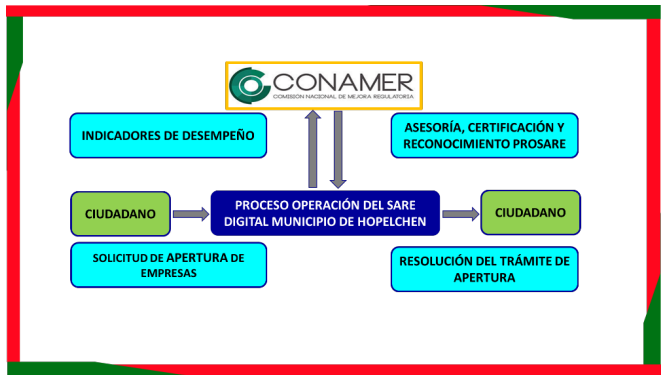 CONAMER
COMISIÓN NACIONAL DE MEJORA REGULATORIA
INDICADORES DE DESEMPEÑO
ASESORÍA, CERTIFICACIÓN Y
RECONOCIMIENTO PROSARE
CIUDADANO
PROCESO OPERACIÓN DEL SARE
DIGITAL MUNICIPIO DE HOPELCHEN
CIUDADANO
SOLICITUD DE APERTURA DE
EMPRESAS
RESOLUCIÓN DEL TRÁMITE DE
APERTURA